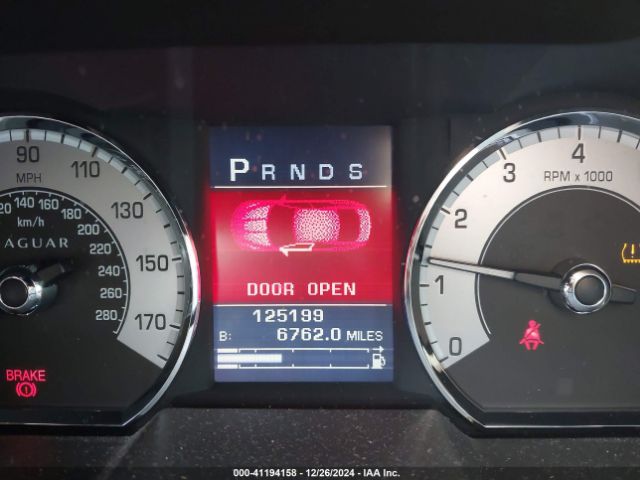 90
110
130
150
170
MPH
120 140 160 180 200 220 240 260 280
km/h
AGUAR
BRAKE
P R N D S
DOOR OPEN
125199
B: 6762.0 MILES
0
1
2
3
4
RPM x 1000
000-41194158 - 12/26/2024 - IAA Inc.